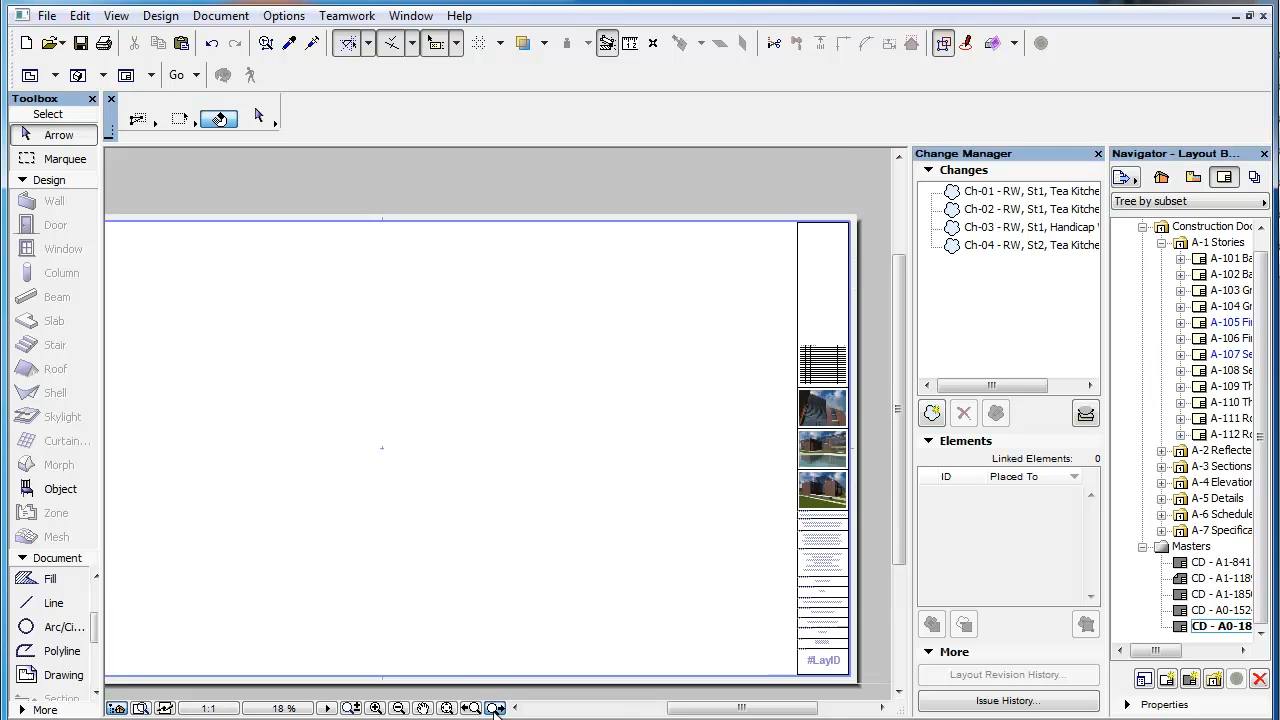 File Edit View Design Document Options Teamwork Window Help
Go
Toolbox
Select
Arrow
Marquee
Design
Wall
Door
Window
Column
Beam
Slab
Stair
Roof
Shell
Skylight
Curtain...
Morph
Object
Zone
Mesh
Document
Fill
Line
Arc/Ci...
Polyline
Drawing
Section
More
#LayID
1:1
18 %
Change Manager
Changes
Ch-01 - RW, St1, Tea Kitche
Ch-02 - RW, St1, Tea Kitche
Ch-03 - RW, St1, Handicap
Ch-04 - RW, St2, Tea Kitche
Elements
Linked Elements: 0
ID Placed To
More
Layout Revision History...
Issue History...
Navigator - Layout B...
Tree by subset
Construction Doc
A-1 Stories
A-101 Ba
A-102 Ba
A-103 Gr
A-104 Gr
A-105 Fi
A-106 Fi
A-107 Se
A-108 Se
A-109 Th
A-110 Th
A-111 Ro
A-112 Ro
A-2 Reflecte
A-3 Sections
A-4 Elevation
A-5 Details
A-6 Schedule
A-7 Specifica
Masters
CD - A1-841
CD - A1-118
CD - A1-185
CD - A0-152
CD - A0-18
Properties